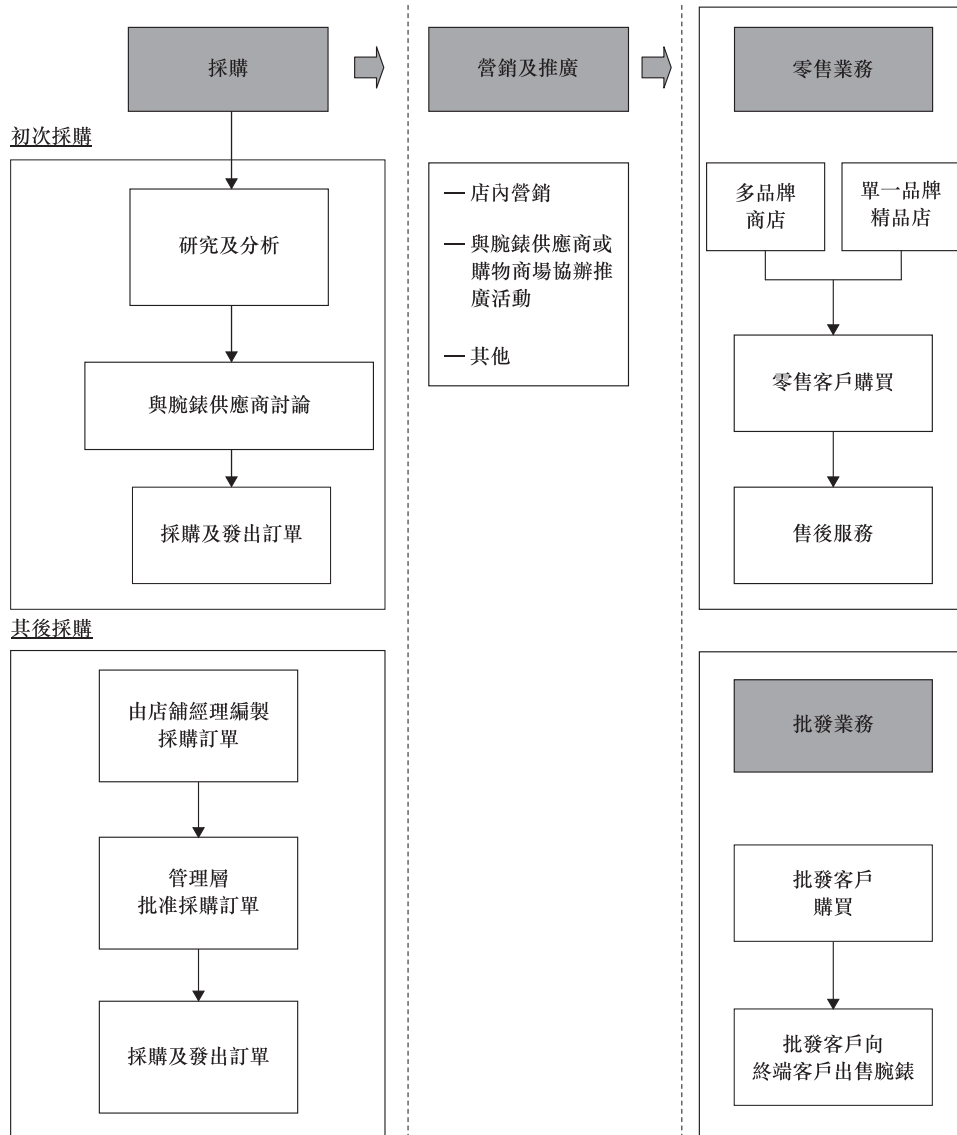 採購
營銷及推廣
零售業務
初次採購
研究及分析
與腕錶供應商討論
採購及發出訂單
— 店內營銷
— 與腕錶供應商或
購物商場協辦推
廣活動
— 其他
多品牌
商店
單一品牌
精品店
零售客戶購買
售後服務
其後採購
由店舖經理編製
採購訂單
管理層
批准採購訂單
採購及發出訂單
批發業務
批發客戶
購買
批發客戶向
終端客戶出售腕錶